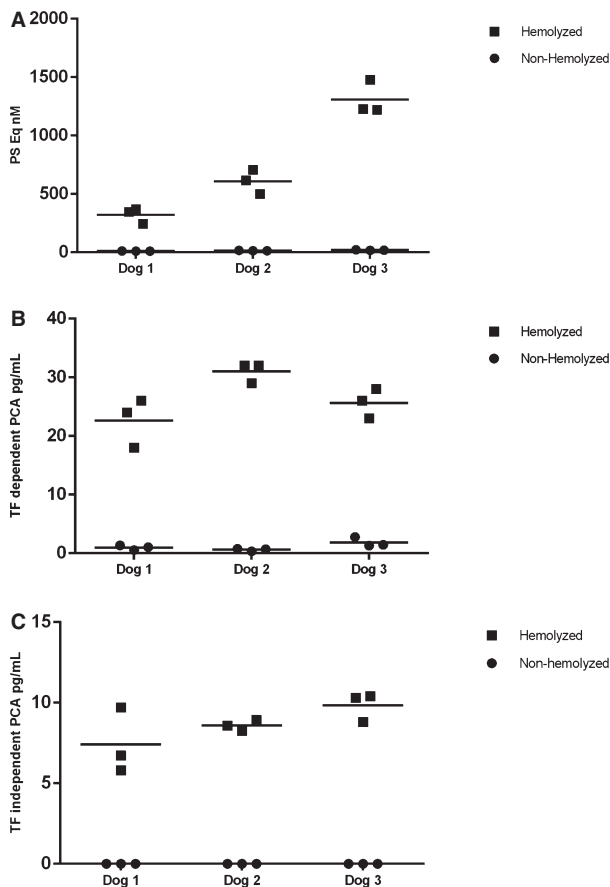 A
2000
1500
1000
500
0
PS Eq nM
Dog 1 Dog 2 Dog 3
Hemolyzed
Non-Hemolyzed
B
40
30
20
10
0
TF dependent PCA pg/mL
Dog 1 Dog 2 Dog 3
Hemolyzed
Non-Hemolyzed
C
15
10
5
0
TF independent PCA pg/mL
Dog 1 Dog 2 Dog 3
Hemolyzed
Non-hemolyzed